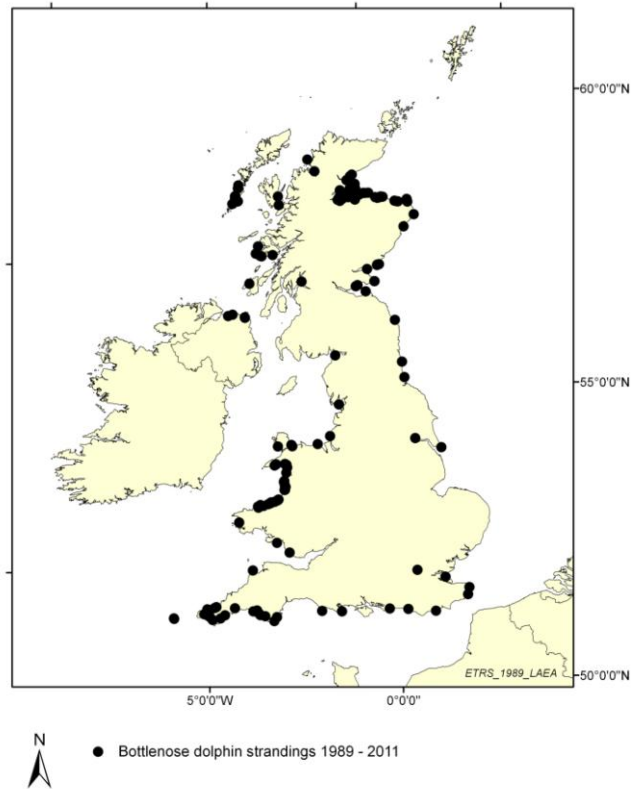 60°0'0"N
55°0'0"N
50°0'0"N
ETRS_1989_LAEA
5°0'0"W
0°0'0"
N
Bottlenose dolphin strandings 1989 - 2011